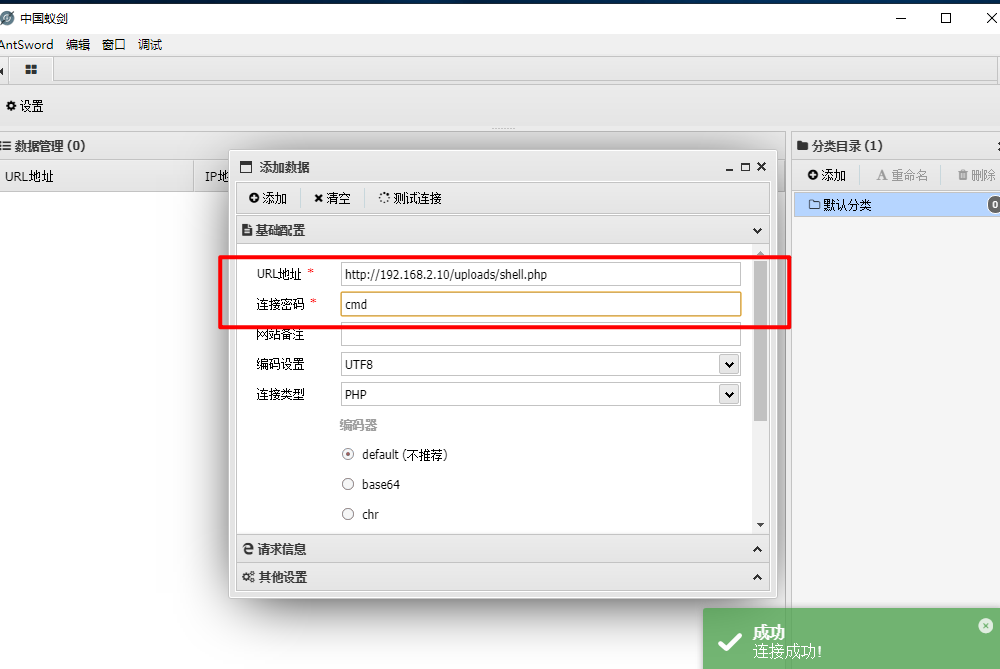 中国蚁剑
AntSword 编辑 窗口 调试
设置
数据管理 (0)
URL地址
IP地
分类目录 (1)
添加 重命名 删除
默认分类
0
添加数据
添加 清空 测试连接
基础配置
URL地址 * http://192.168.2.10/uploads/shell.php
连接密码 * cmd
网站备注
编码设置 UTF8
连接类型 PHP
编码器
default (不推荐)
base64
chr
请求信息
其他设置
成功
连接成功!